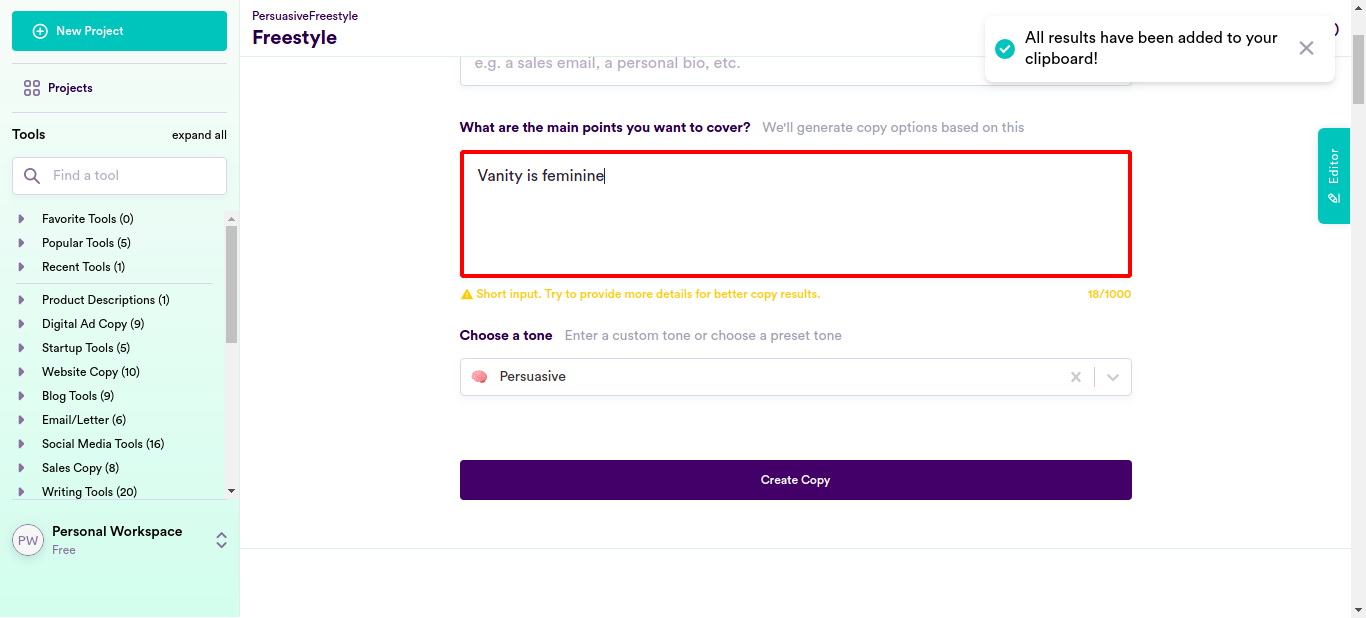 New Project
Projects
Tools
expand all
Find a tool
Favorite Tools (0)
Popular Tools (5)
Recent Tools (1)
Product Descriptions (1)
Digital Ad Copy (9)
Startup Tools (5)
Website Copy (10)
Blog Tools (9)
Email/Letter (6)
Social Media Tools (16)
Sales Copy (8)
Writing Tools (20)
PW
Personal Workspace
Free
PersuasiveFreestyle
Freestyle
All results have been added to your
clipboard!
e.g. a sales email, a personal bio, etc.
What are the main points you want to cover? We'll generate copy options based on this
Vanity is feminine
Short input. Try to provide more details for better copy results.
18/1000
Choose a tone Enter a custom tone or choose a preset tone
Persuasive
Create Copy
Editor